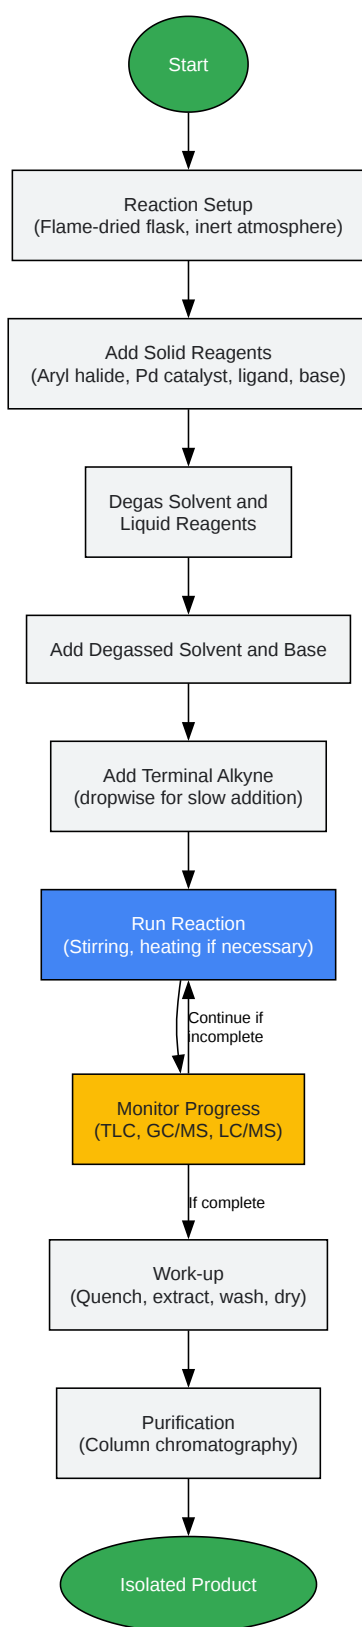 Start
Reaction Setup
(Flame-dried flask, inert atmosphere)
Add Solid Reagents
(Aryl halide, Pd catalyst, ligand, base)
Degas Solvent and
Liquid Reagents
Add Degassed Solvent and Base
Add Terminal Alkyne
(dropwise for slow addition)
Run Reaction
(Stirring, heating if necessary)
Continue if
incomplete
Monitor Progress
(TLC, GC/MS, LC/MS)
If complete
Work-up
(Quench, extract, wash, dry)
Purification
(Column chromatography)
Isolated Product